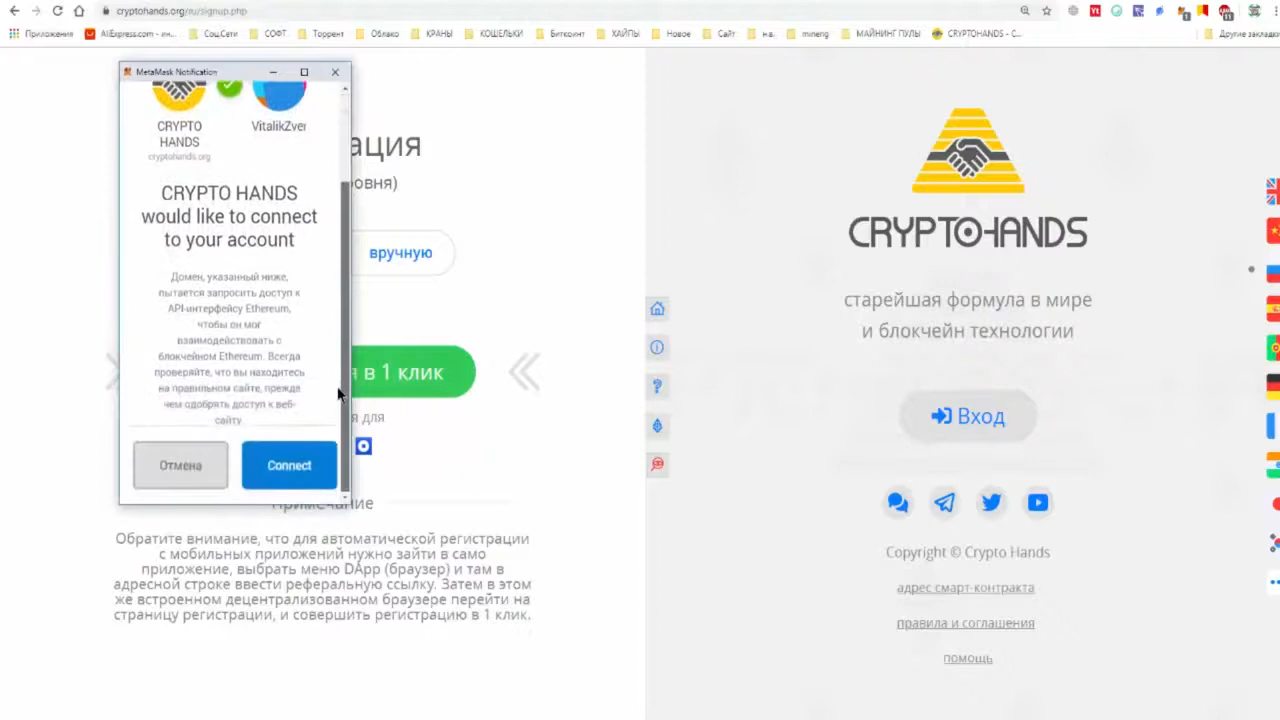 cryptohands.org/ru/signup.php
Приложения AliExpress.com - ин... Соц.Сети СОФТ Торрент Облако КРАНЫ КОШЕЛЬКИ Биткоинт ХАЙПЫ Новое Сайт н.в. mineng МАЙНИНГ ПУЛЫ CRYPTOHANDS - C... Другие закладки
MetaMask Notification
CRYPTO
HANDS
cryptohands.org
VitalikZver
CRYPTO HANDS
would like to connect
to your account
Домен, указанный ниже,
пытается запросить доступ к
API-интерфейсу Ethereum,
чтобы он мог
взаимодействовать с
блокчейном Ethereum. Всегда
проверяйте, что вы находитесь
на правильном сайте, прежде
чем одобрять доступ к веб-
сайту.
Отмена Connect
ация
овня)
вручную
я в 1 клик
я для
Примечание
Обратите внимание, что для автоматической регистрации
с мобильных приложений нужно зайти в само
приложение, выбрать меню DApp (браузер) и там в
адресной строке ввести реферальную ссылку. Затем в этом
же встроенном децентрализованном браузере перейти на
страницу регистрации, и совершить регистрацию в 1 клик.
CRYPTOHANDS
старейшая формула в мире
и блокчейн технологии
Вход
Copyright © Crypto Hands
адрес смарт-контракта
правила и соглашения
помощь